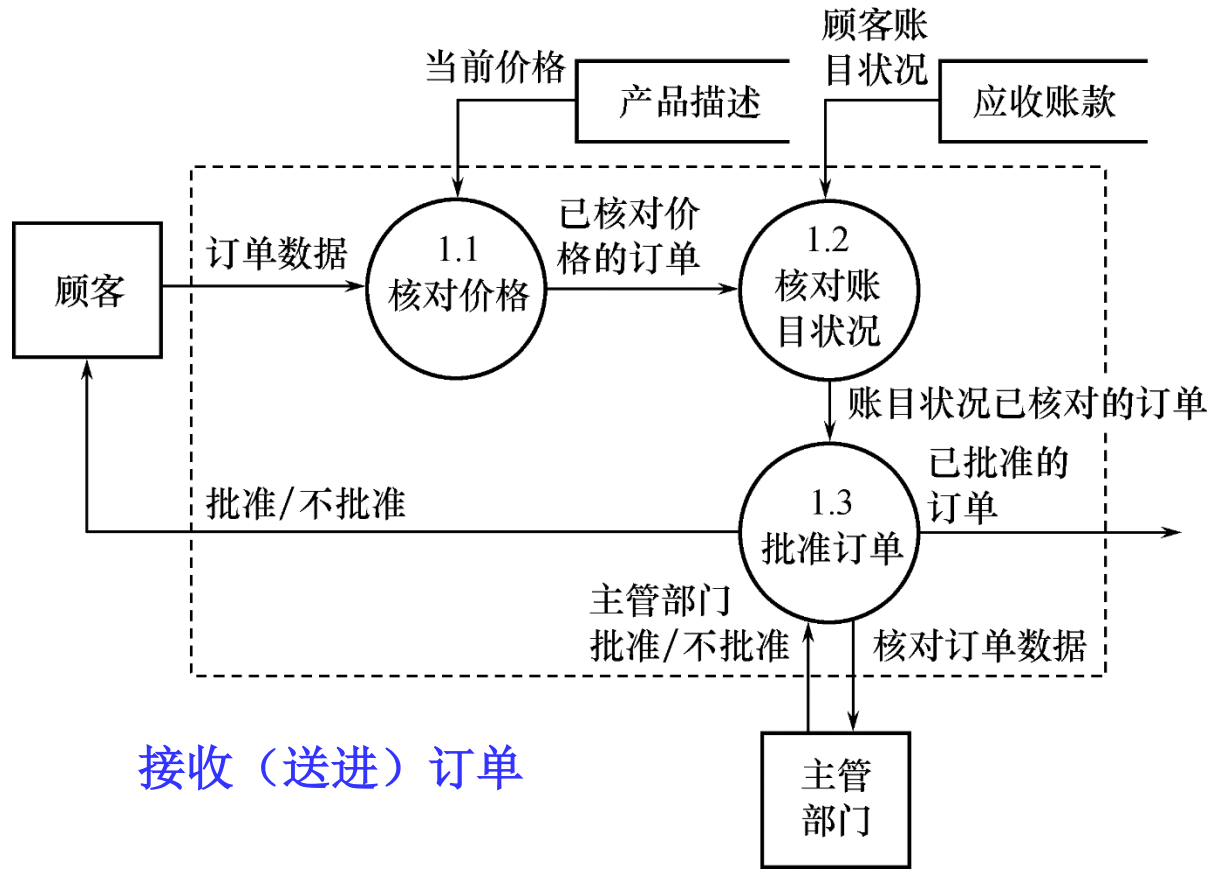 顾客账
目状况
当前价格
产品描述
应收账款
顾客
订单数据
1.1
核对价格
已核对价
格的订单
1.2
核对账
目状况
账目状况已核对的订单
批准/不批准
1.3
批准订单
已批准的
订单
主管部门
批准/不批准
核对订单数据
接收（送进）订单
主管
部门